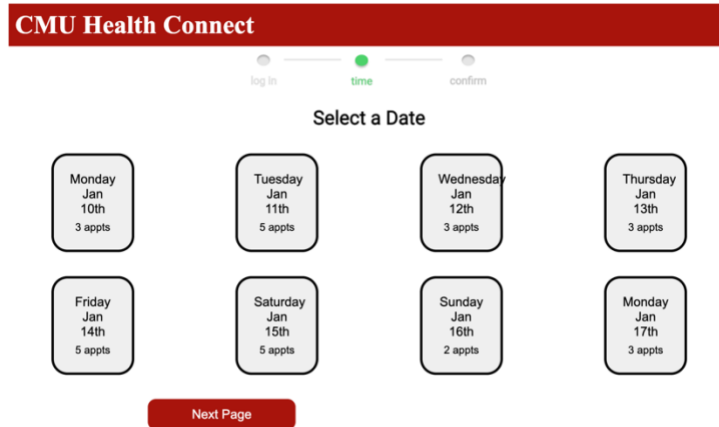 CMU Health Connect
log in
time
confirm
Select a Date
Monday
Jan
10th
3 appts
Tuesday
Jan
11th
5 appts
Wednesday
Jan
12th
3 appts
Thursday
Jan
13th
3 appts
Friday
Jan
14th
5 appts
Saturday
Jan
15th
5 appts
Sunday
Jan
16th
2 appts
Monday
Jan
17th
3 appts
Next Page